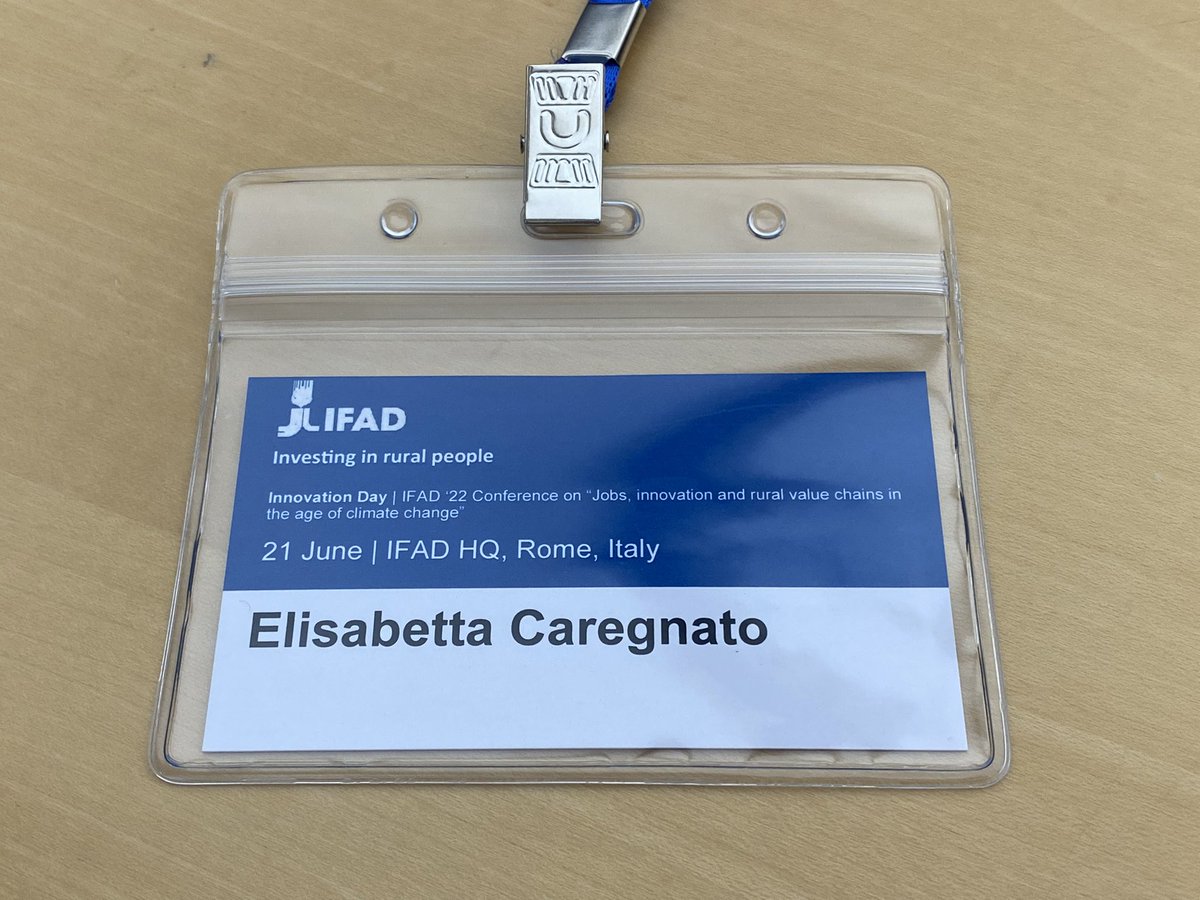 IFAD
Investing in rural people
Innovation Day | IFAD ‘22 Conference on “Jobs, innovation and rural value chains in
the age of climate change”
21 June | IFAD HQ, Rome, Italy
Elisabetta Caregnato